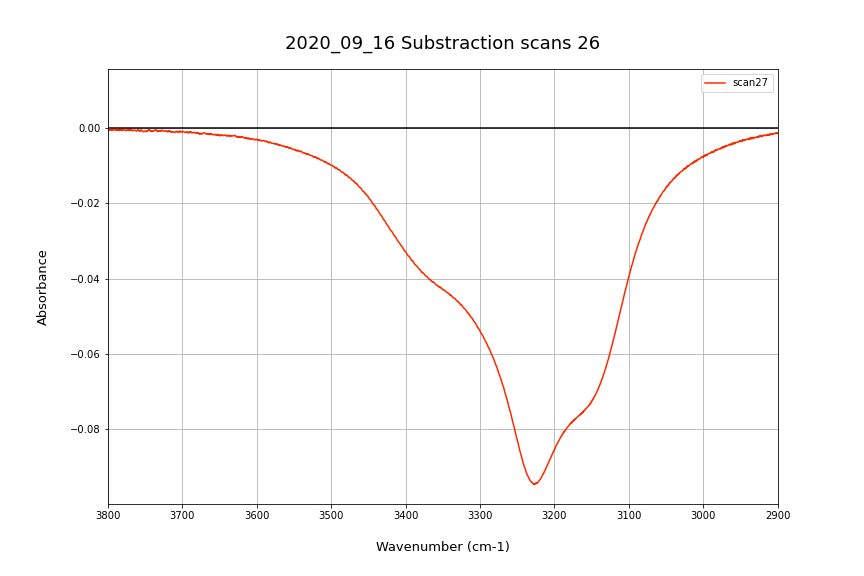 2020_09_16 Substraction scans 26
scan27
0.00
−0.02
−0.04
−0.06
−0.08
Absorbance
3800 3700 3600 3500 3400 3300 3200 3100 3000 2900
Wavenumber (cm-1)